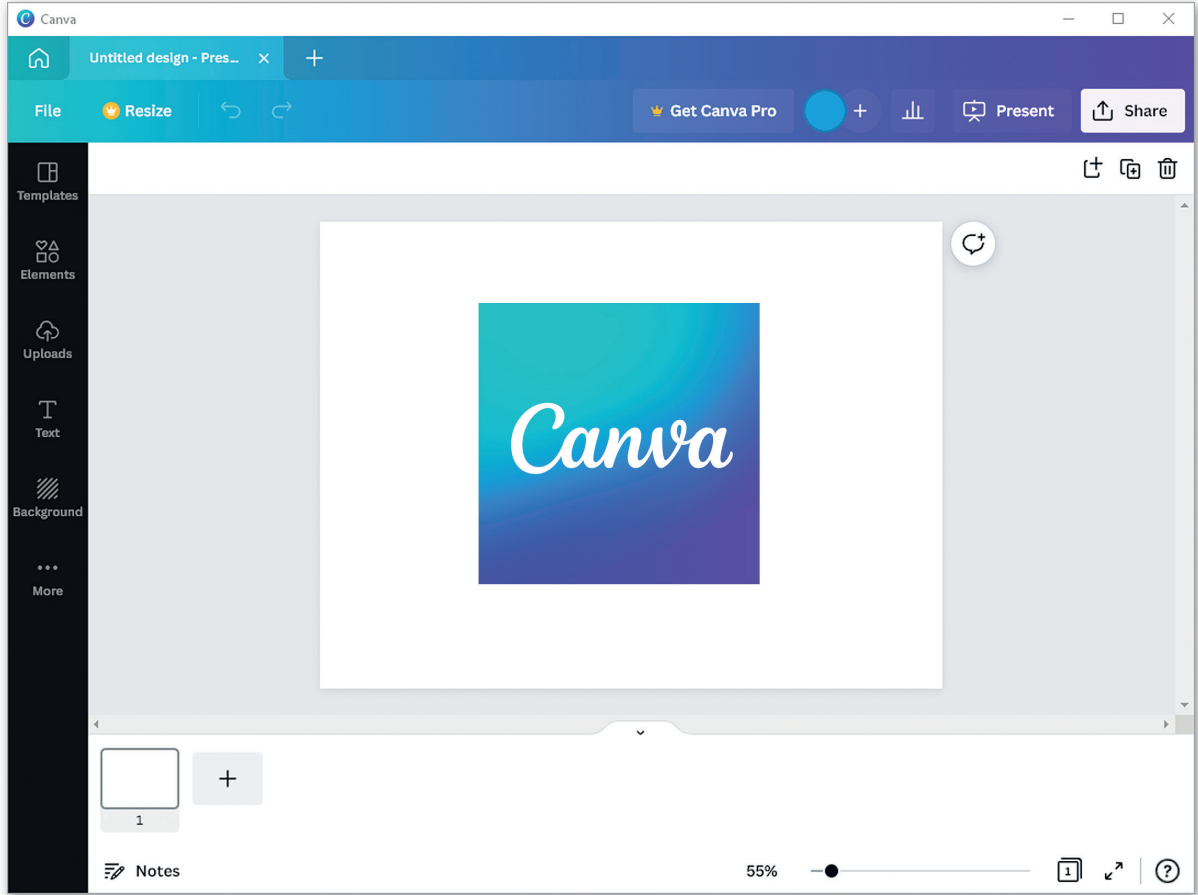 Canva
Untitled design - Pres...
File
Resize
Get Canva Pro
Present
Share
Templates
Elements
Uploads
Text
Background
More
Canva
1
Notes
55%
1